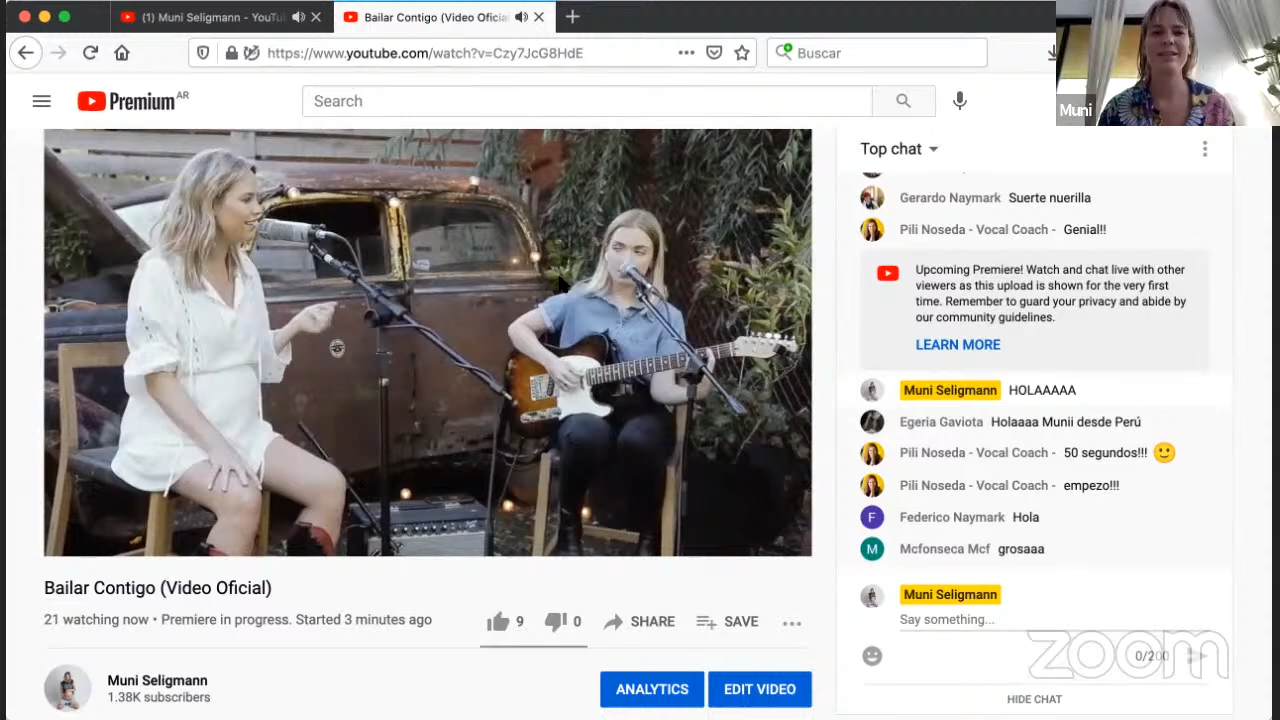 (1) Muni Seligmann - YouTu
Bailar Contigo (Video Oficia
https://www.youtube.com/watch?v=Czy7JcG8HdE
Buscar
Muni
Premium AR
Search
Top chat
Gerardo Naymark Suerte nuerilla
Pili Noseda - Vocal Coach - Genial!!
Upcoming Premiere! Watch and chat live with other
viewers as this upload is shown for the very first
time. Remember to guard your privacy and abide by
our community guidelines.
LEARN MORE
Muni Seligmann HOLAAAAA
Egeria Gaviota Holaaa Munii desde Perú
Pili Noseda - Vocal Coach - 50 segundos!!! 🙂
Pili Noseda - Vocal Coach - empezo!!!
F Federico Naymark Hola
M Mcfonseca Mcf grosaaa
Muni Seligmann
Say something...
0/200
zoom
HIDE CHAT
Bailar Contigo (Video Oficial)
21 watching now • Premiere in progress. Started 3 minutes ago
9 0 SHARE SAVE
Muni Seligmann
1.38K subscribers
ANALYTICS EDIT VIDEO